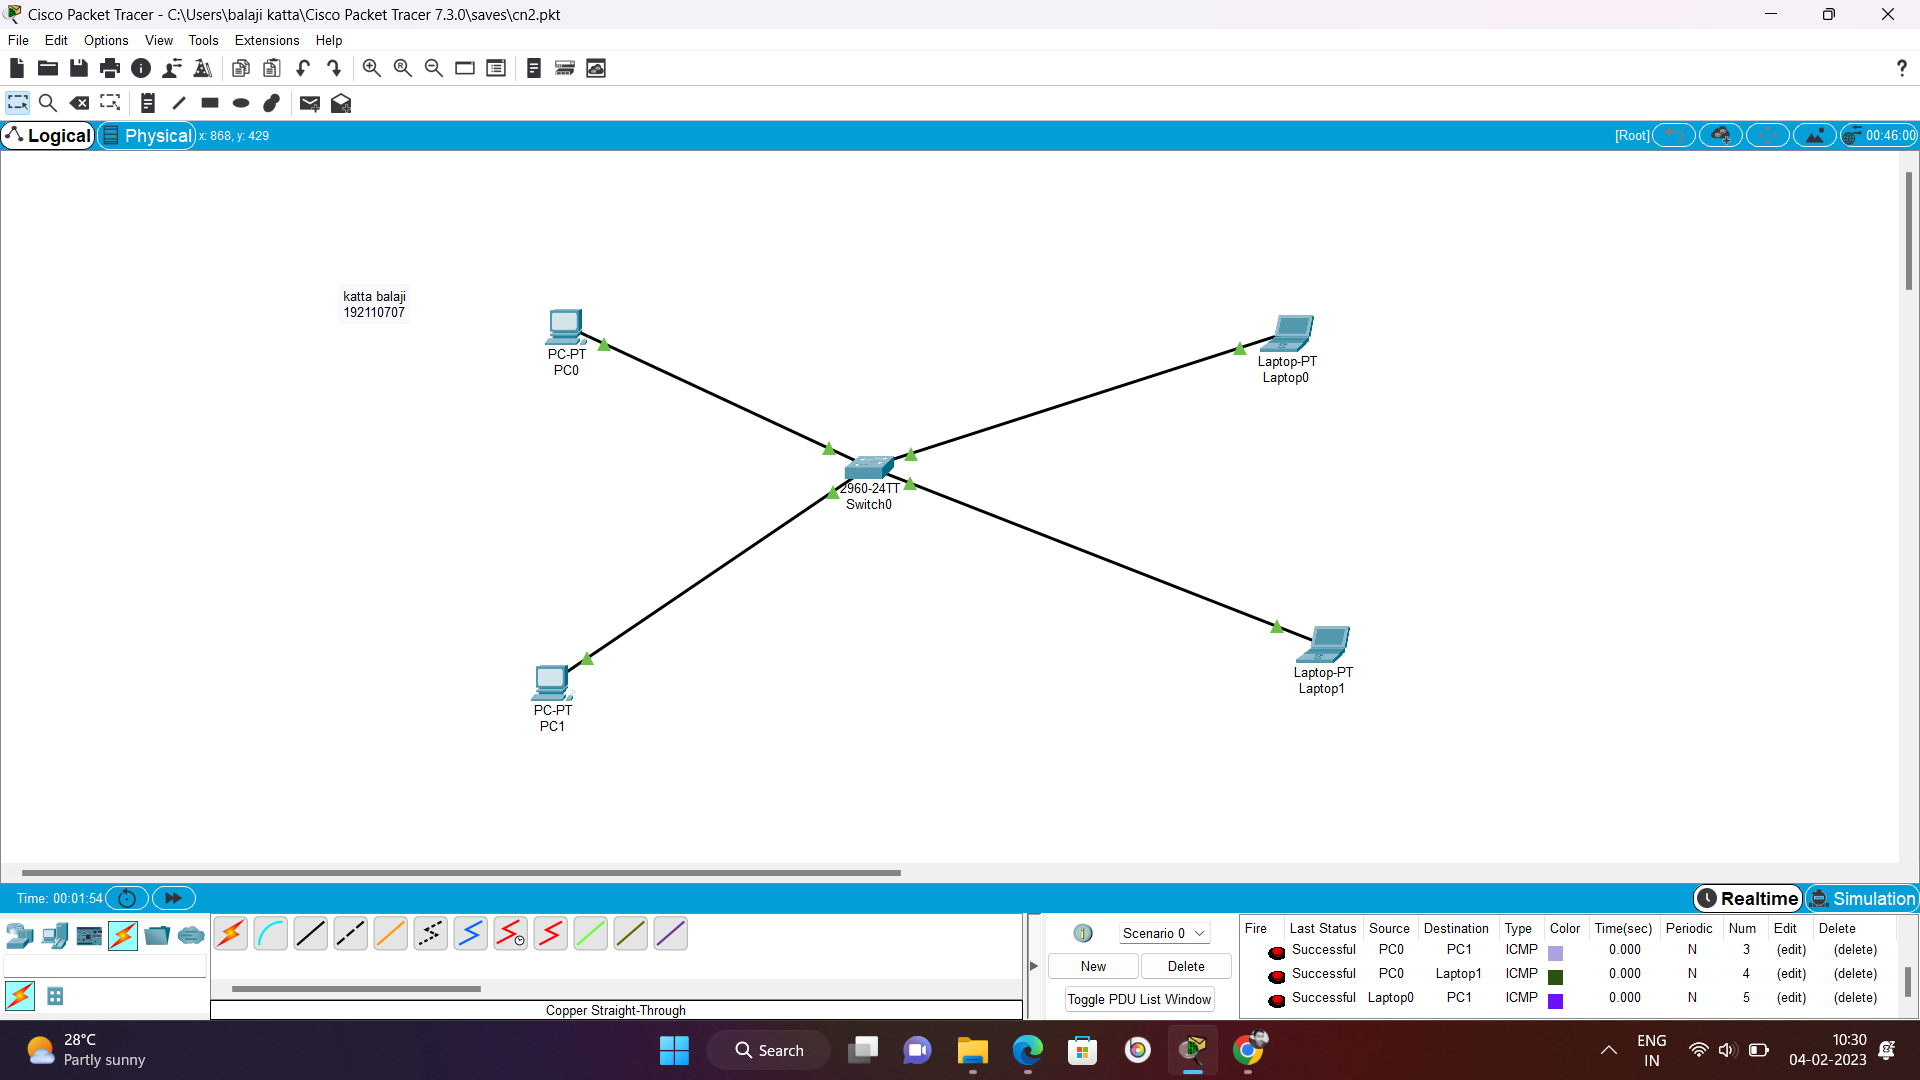 Cisco Packet Tracer - C:\Users\balaji katta\Cisco Packet Tracer 7.3.0\saves\cn2.pkt
File Edit Options View Tools Extensions Help
Logical Physical x: 868, y: 429 [Root] 00:46:00
katta balaji
192110707
PC-PT
PC0
Laptop-PT
Laptop0
2960-24TT
Switch0
Laptop-PT
Laptop1
PC-PT
PC1
Time: 00:01:54 Realtime Simulation
Scenario 0
New Delete
Toggle PDU List Window
Copper Straight-Through
Fire Last Status Source Destination Type Color Time(sec) Periodic Num Edit Delete
Successful PC0 PC1 ICMP 0.000 N 3 (edit) (delete)
Successful PC0 Laptop1 ICMP 0.000 N 4 (edit) (delete)
Successful Laptop0 PC1 ICMP 0.000 N 5 (edit) (delete)
28°C
Partly sunny
Search
ENG
IN
10:30
04-02-2023